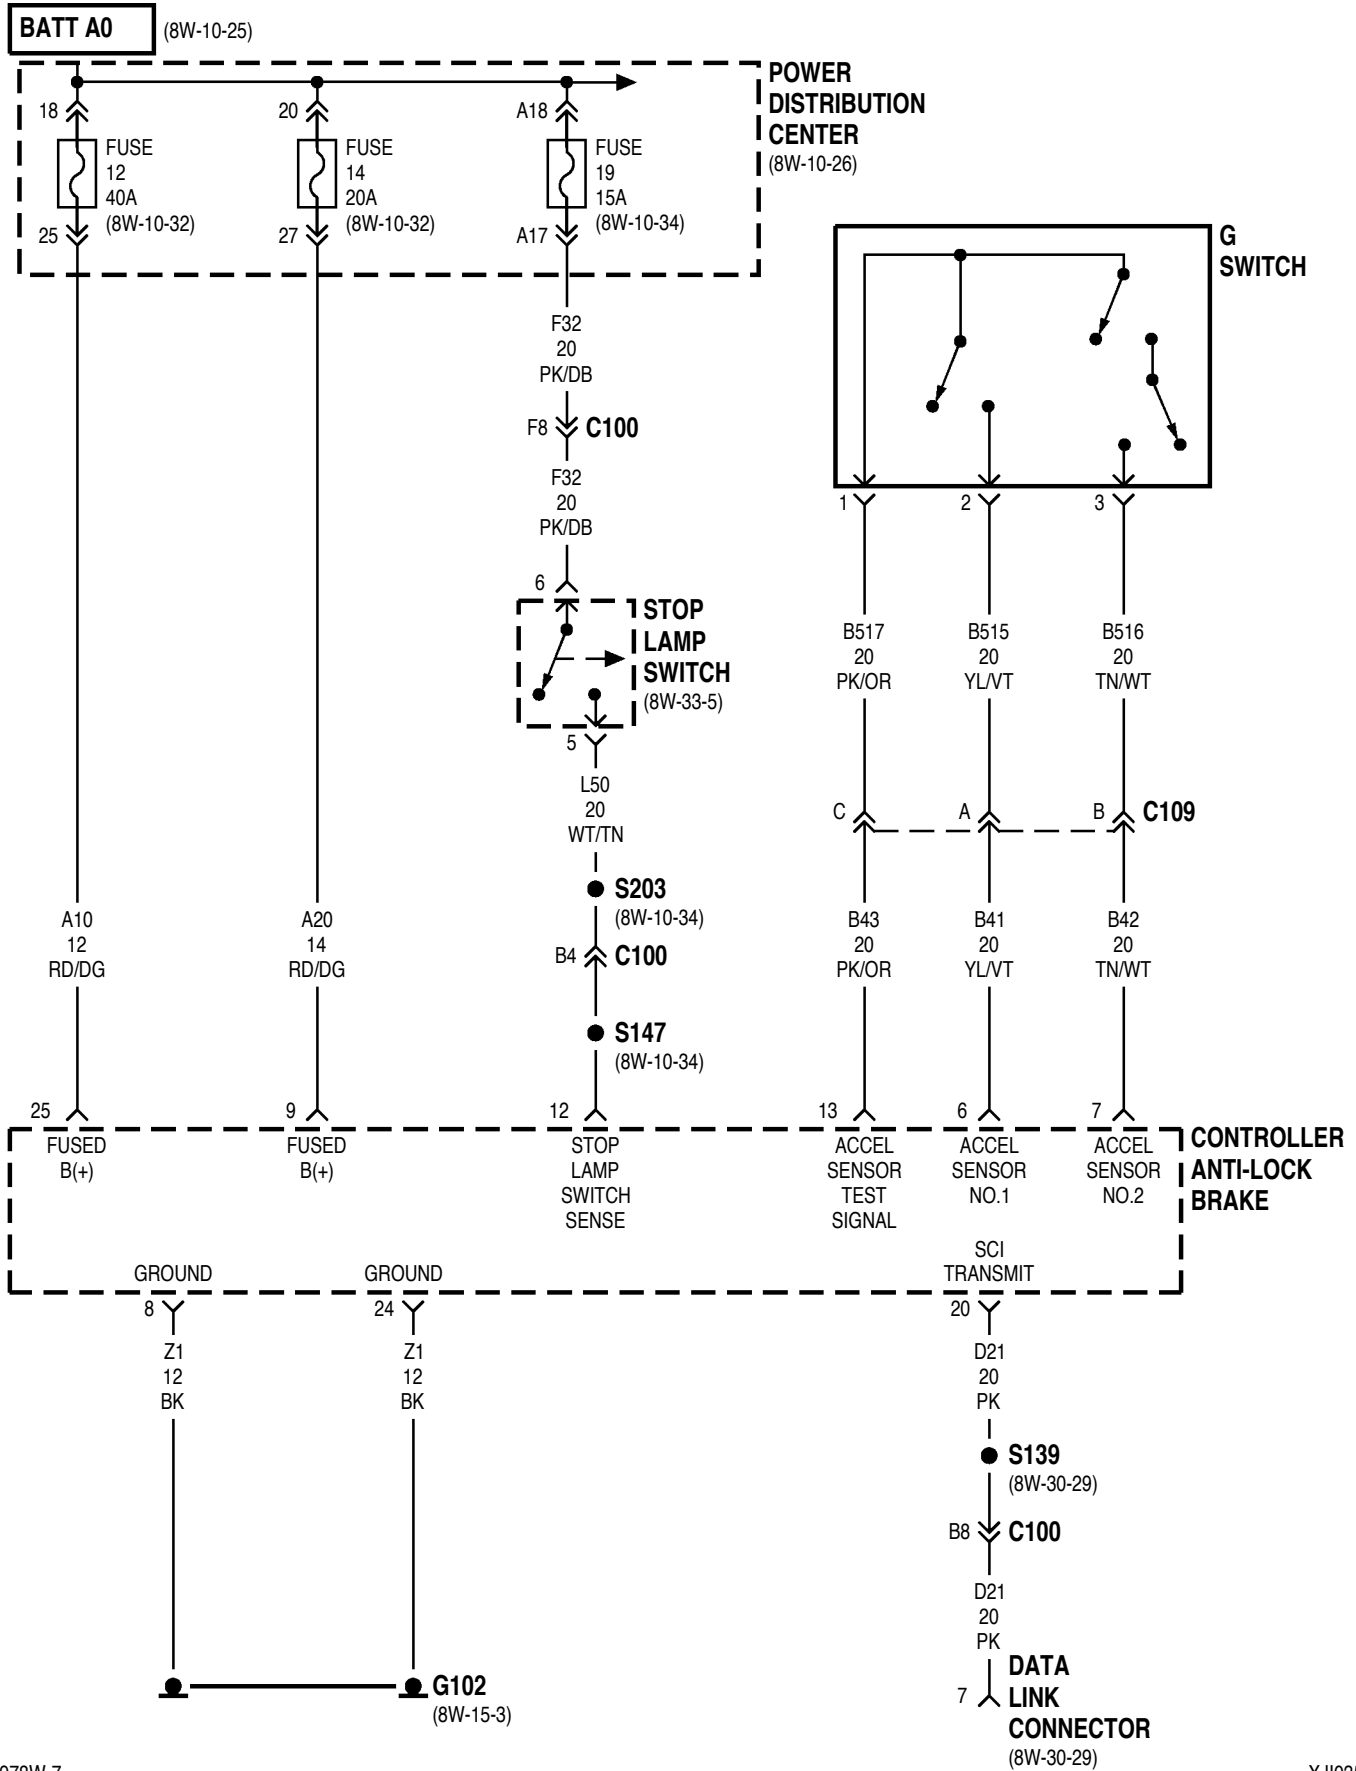 BATT A0 (8W-10-25)
POWER
DISTRIBUTION
CENTER
(8W-10-26)
18
FUSE
12
40A
(8W-10-32)
25
20
FUSE
14
20A
(8W-10-32)
27
A18
FUSE
19
15A
(8W-10-34)
A17
G
SWITCH
F32
20
PK/DB
F8 C100
F32
20
PK/DB
6
STOP
LAMP
SWITCH
(8W-33-5)
5
L50
20
WT/TN
S203
(8W-10-34)
B4 C100
S147
(8W-10-34)
1 2 3
B517
20
PK/OR
B515
20
YL/VT
B516
20
TN/WT
C A B C109
A10
12
RD/DG
A20
14
RD/DG
B43
20
PK/OR
B41
20
YL/VT
B42
20
TN/WT
25 9 12 13 6 7
FUSED
B(+)
FUSED
B(+)
STOP
LAMP
SWITCH
SENSE
ACCEL
SENSOR
TEST
SIGNAL
ACCEL
SENSOR
NO.1
ACCEL
SENSOR
NO.2
CONTROLLER
ANTI-LOCK
BRAKE
GROUND
GROUND
SCI
TRANSMIT
8 24 20
Z1
12
BK
Z1
12
BK
D21
20
PK
S139
(8W-30-29)
B8 C100
D21
20
PK
G102
(8W-15-3)
7
DATA
LINK
CONNECTOR
(8W-30-29)